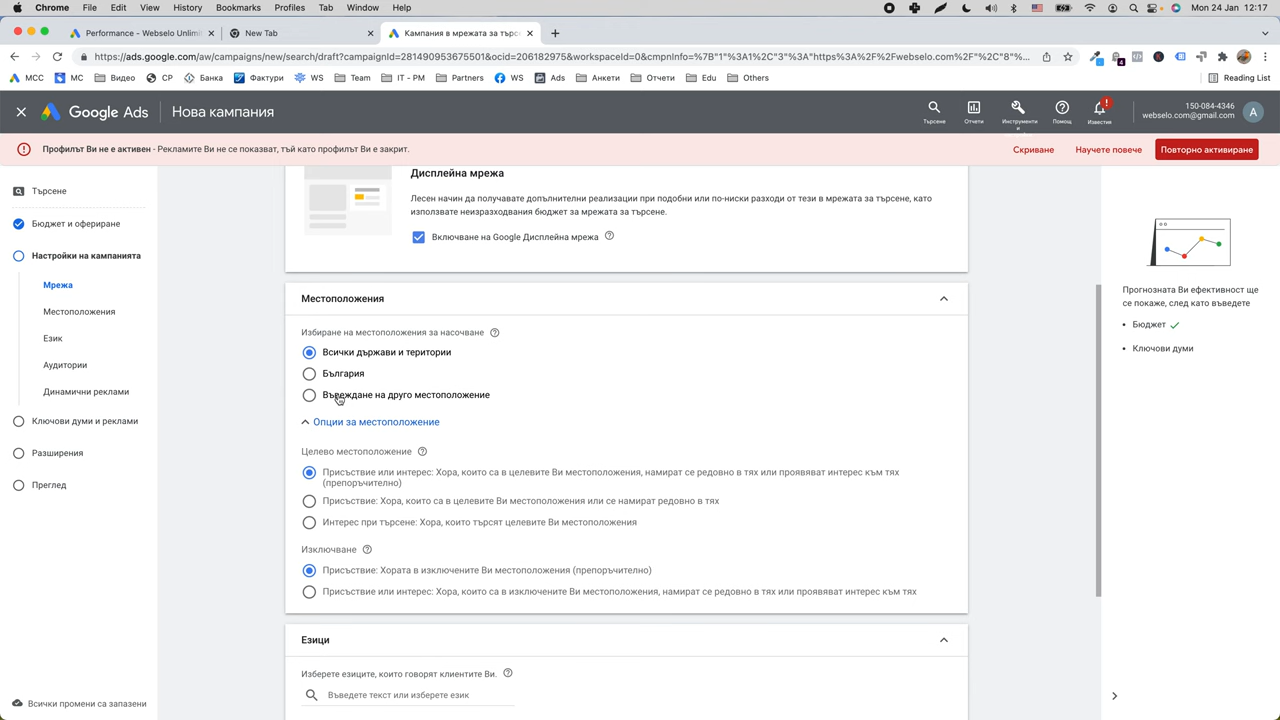 Chrome File Edit View History Bookmarks Profiles Tab Window Help Mon 24 Jan 12:17
Performance - Webselo Unlimi New Tab Кампания в мрежата за търсе
https://ads.google.com/aw/campaigns/new/search/draft?campaignId=281490953675501&ocid=206182975&workspaceId=0&cmpnInfo=%7B"1"%3A1%2C"3"%3A"https%3A%2F%2Fwebselo.com%2F"%2C"8"%...
MCC MC Видео CP Банка Фактури WS Team IT - PM Partners WS Ads Анкети Отчети Edu Others Reading List
Google Ads Нова кампания
Търсене Отчети Инструменти и Помощ Известия
150-084-4346
webselo.com@gmail.com A
Профилът Ви не е активен - Рекламите Ви не се показват, тъй като профилът Ви е закрит. Скриване Научете повече Повторно активиране
Търсене
Бюджет и офериране
Настройки на кампанията
Мрежа
Местоположения
Език
Аудитории
Динамични реклами
Ключови думи и реклами
Разширения
Преглед
Всички промени са запазени
Дисплейна мрежа
Лесен начин да получавате допълнителни реализации при подобни или по-ниски разходи от тези в мрежата за търсене, като
използвате неизразходвания бюджет за мрежата за търсене.
Включване на Google Дисплейна мрежа
Местоположения
Избиране на местоположения за насочване
Всички държави и територии
България
Въвеждане на друго местоположение
Опции за местоположение
Целево местоположение
Присъствие или интерес: Хора, които са в целевите Ви местоположения, намират се редовно в тях или проявяват интерес към тях
(препоръчително)
Присъствие: Хора, които са в целевите Ви местоположения или се намират редовно в тях
Интерес при търсене: Хора, които търсят целевите Ви местоположения
Изключване
Присъствие: Хората в изключените Ви местоположения (препоръчително)
Присъствие или интерес: Хора, които са в изключените Ви местоположения, намират се редовно в тях или проявяват интерес към тях
Езици
Изберете езиците, които говорят клиентите Ви.
Въведете текст или изберете език
Прогнозната Ви ефективност ще
се покаже, след като въведете
• Бюджет
• Ключови думи